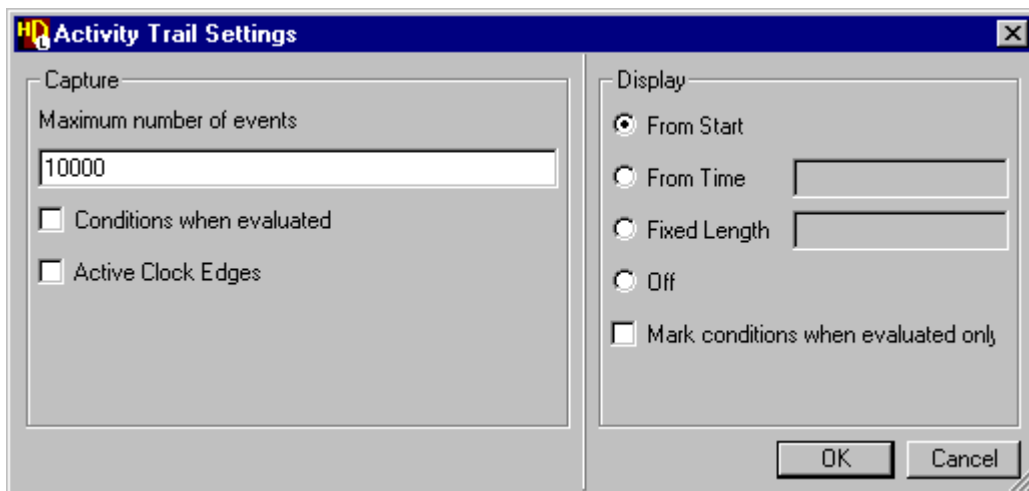 HDL Activity Trail Settings
Capture
Maximum number of events
10000
Conditions when evaluated
Active Clock Edges
Display
From Start
From Time
Fixed Length
Off
Mark conditions when evaluated only
OK Cancel